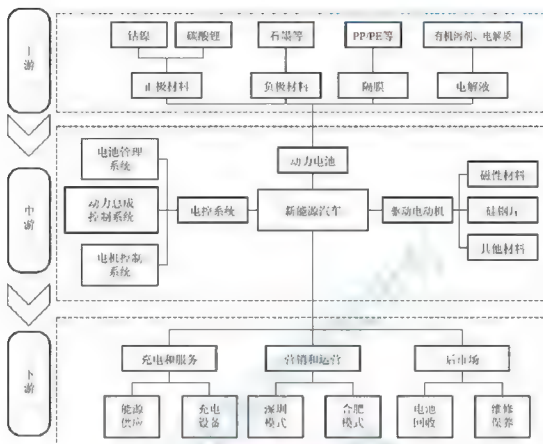 上游
钴镍
碳酸锂
石墨等
PP/PE等
有机溶剂、电解质
正极材料
负极材料
隔膜
电解液
中游
电池管理
系统
动力总成
控制系统
电机控制
系统
电控系统
动力电池
新能源汽车
驱动电动机
磁性材料
硅钢片
其他材料
下游
充电和服务
营销和运营
后市场
能源
供应
充电
设备
深圳
模式
合肥
模式
电池
回收
维修
保养